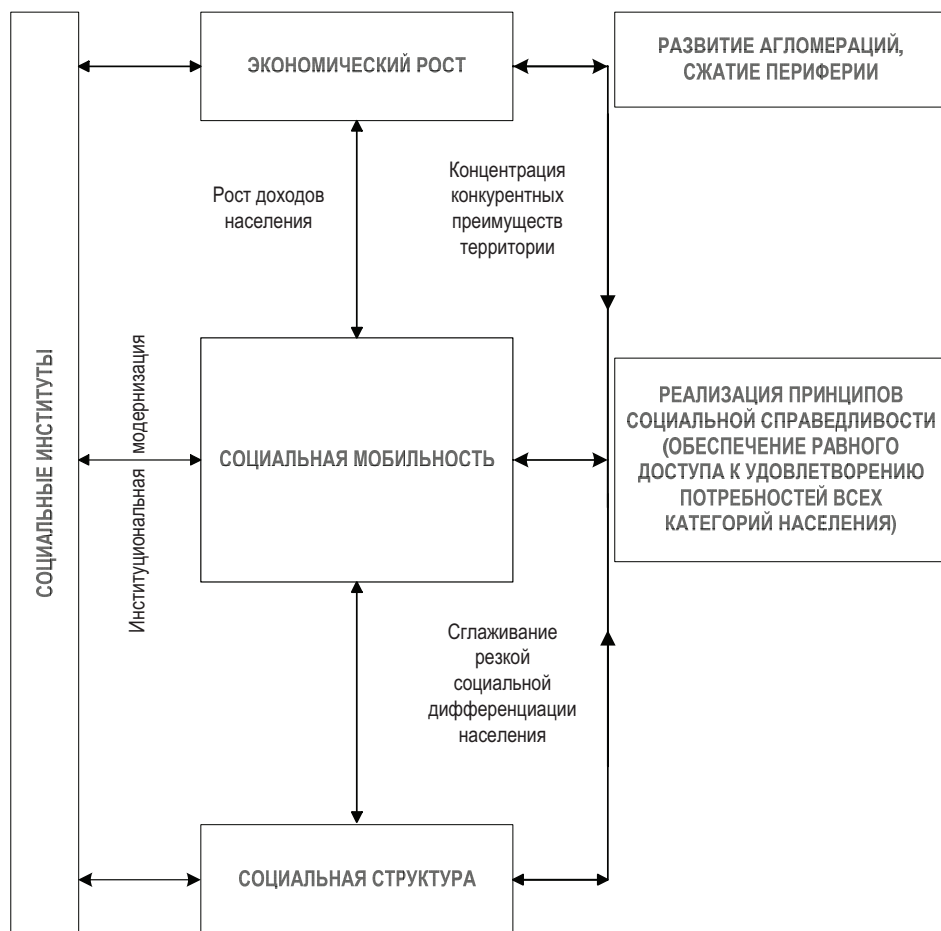 ЭКОНОМИЧЕСКИЙ РОСТ
РАЗВИТИЕ АГЛОМЕРАЦИЙ,
СЖАТИЕ ПЕРИФЕРИИ
Рост доходов
населения
Концентрация
конкурентных
преимуществ
территории
СОЦИАЛЬНЫЕ ИНСТИТУТЫ
Институциональная модернизация
СОЦИАЛЬНАЯ МОБИЛЬНОСТЬ
РЕАЛИЗАЦИЯ ПРИНЦИПОВ
СОЦИАЛЬНОЙ СПРАВЕДЛИВОСТИ
(ОБЕСПЕЧЕНИЕ РАВНОГО
ДОСТУПА К УДОВЛЕТВОРЕНИЮ
ПОТРЕБНОСТЕЙ ВСЕХ
КАТЕГОРИЙ НАСЕЛЕНИЯ)
Сглаживание
резкой
социальной
дифференциации
населения
СОЦИАЛЬНАЯ СТРУКТУРА